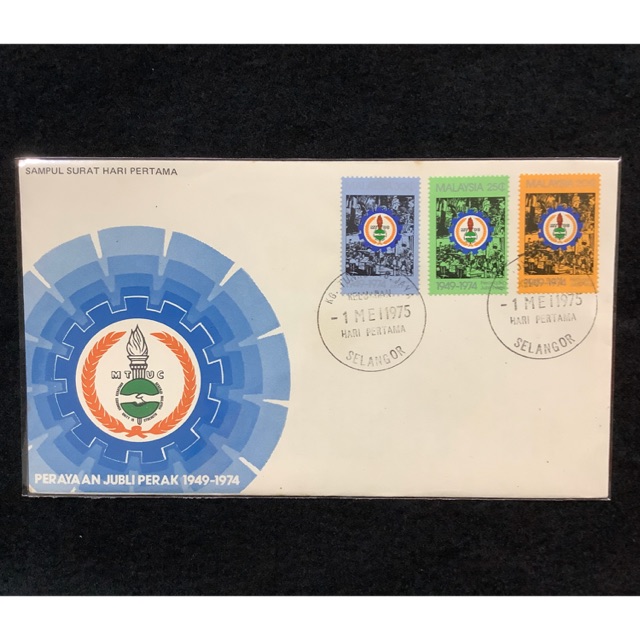 SAMPUL SURAT HARI PERTAMA
MALAYSIA 25¢
MALAYSIA
1949-1974
1949-1974
- 1 MEI 1975
HARI PERTAMA
SELANGOR
- 1 MEI 1975
HARI PERTAMA
SELANGOR
MTUC
PERAYAAN JUBLI PERAK 1949-1974